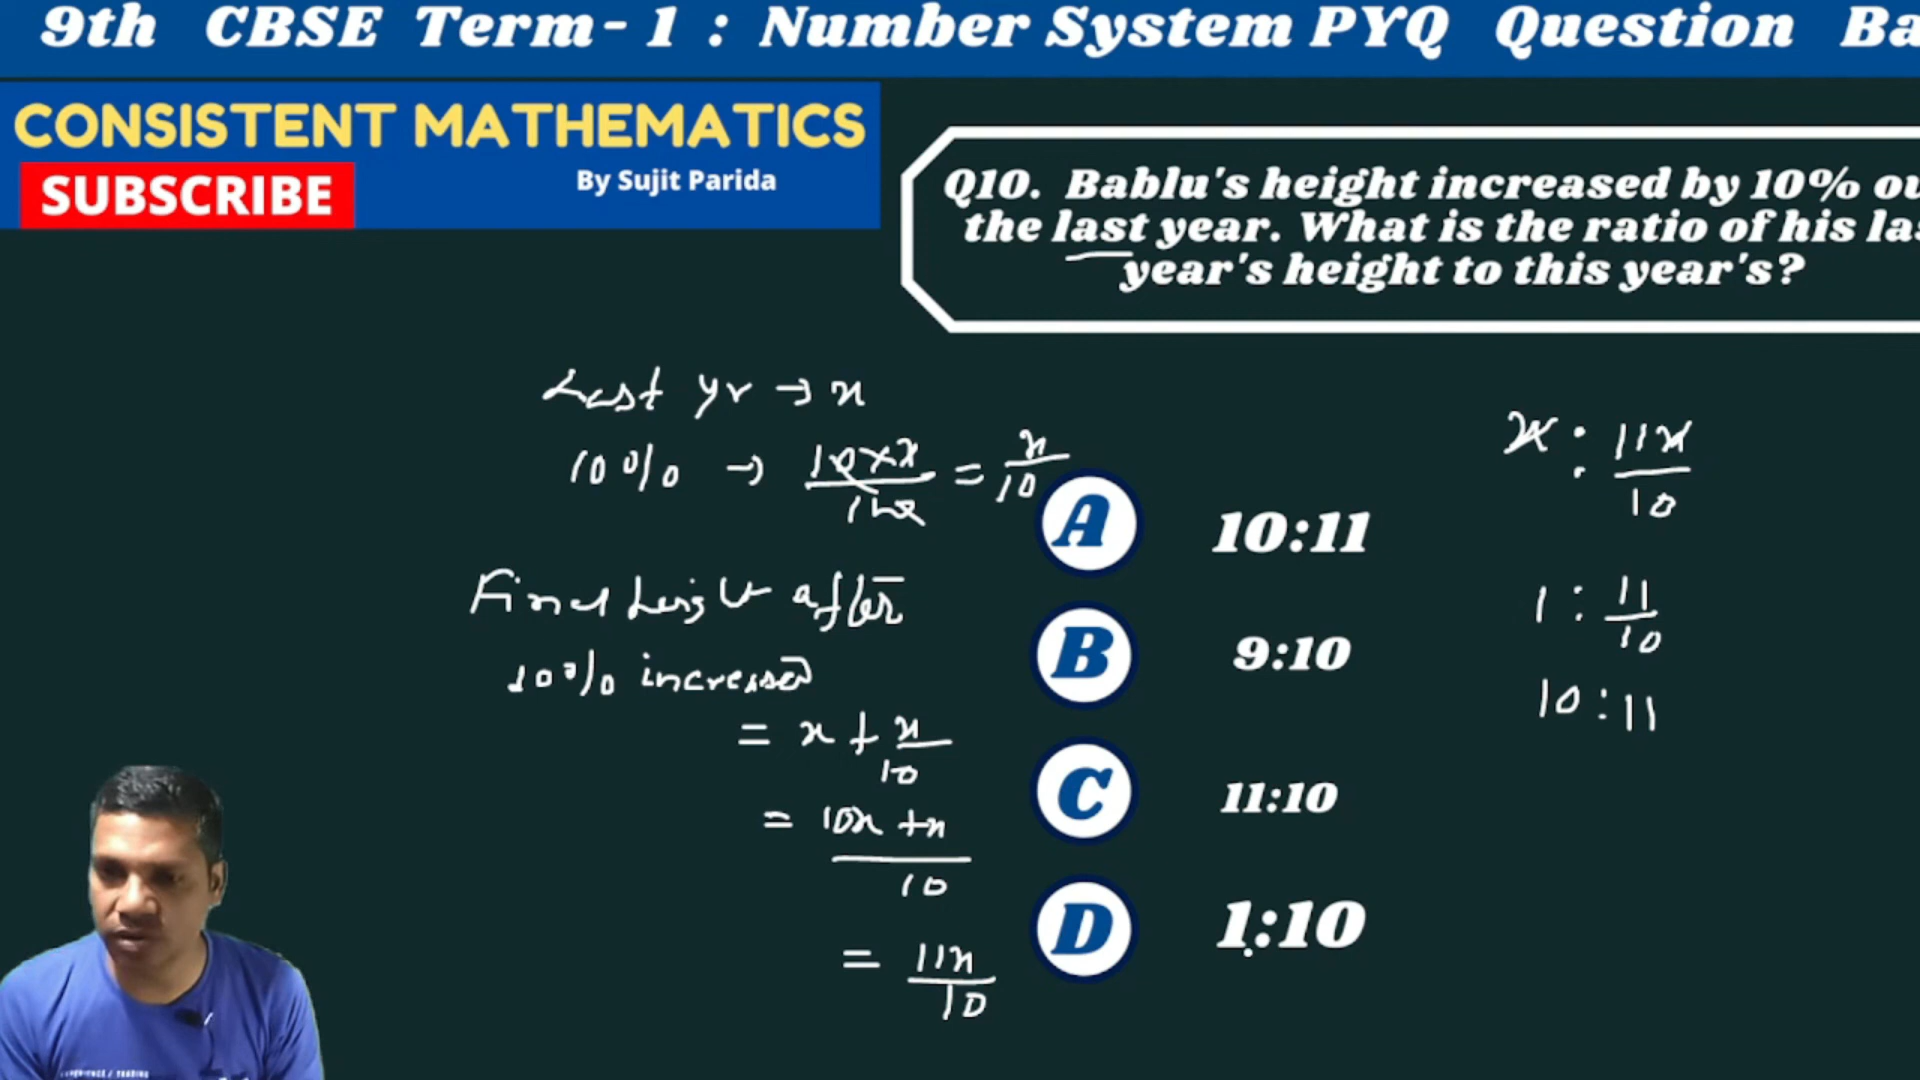 9th CBSE Term- 1 : Number System PYQ Question Ba
CONSISTENT MATHEMATICS
SUBSCRIBE
By Sujit Parida
Q10. Bablu's height increased by 10% ov
the last year. What is the ratio of his las
year's height to this year's?
Last yr → x
10% → 10×x/100 = x/10
Final height after
10% increased
= x + x/10
= 10x + x/10
= 11x/10
A 10:11
B 9:10
C 11:10
D 1:10
x : 11x/10
1 : 11/10
10 : 11